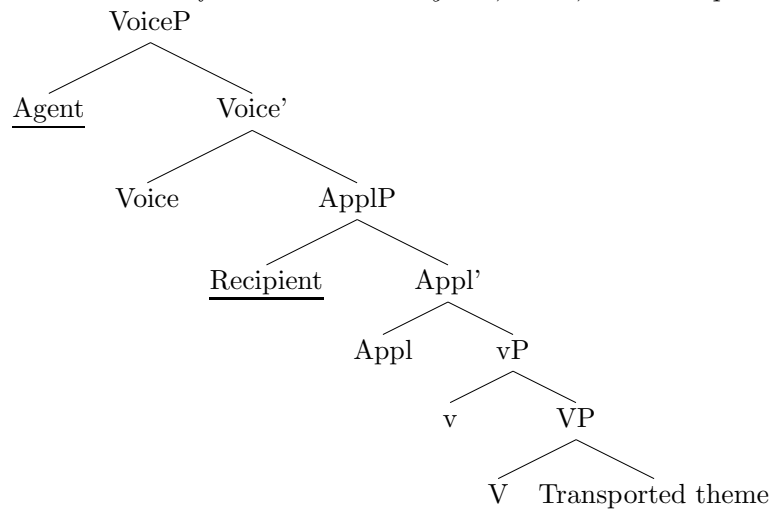 VoiceP
Agent Voice'
Voice ApplP
Recipient Appl'
Appl vP
v VP
V Transported theme